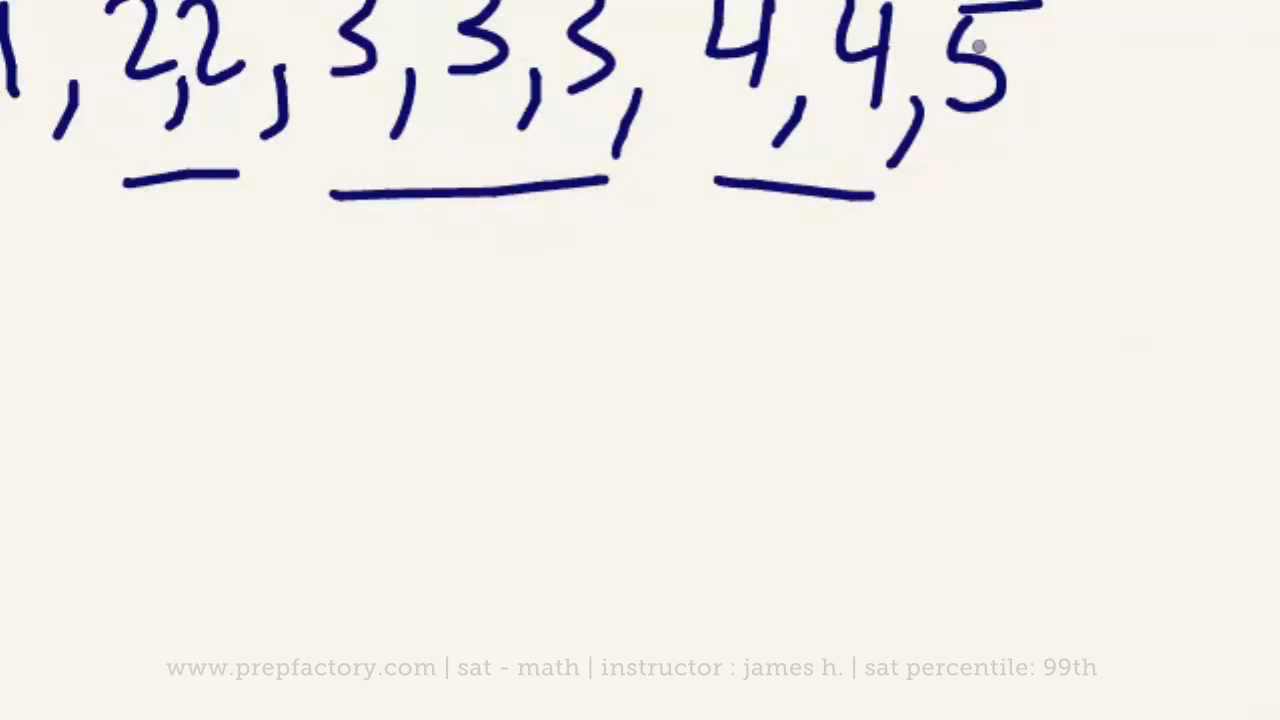 1, 2,2, 3, 3,3, 4, 4,5
www.prepfactory.com | sat - math | instructor : james h. | sat percentile: 99th